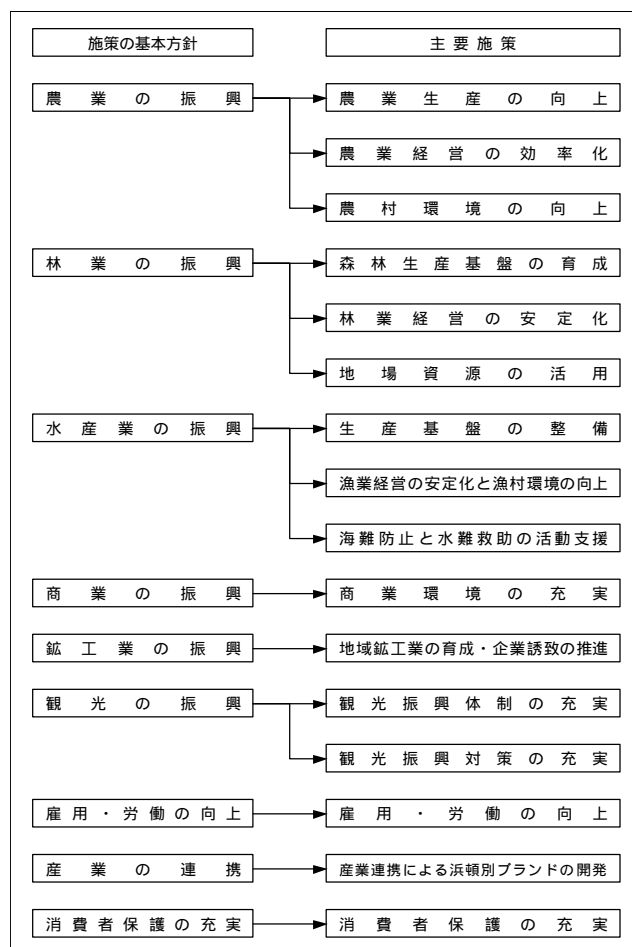 施策の基本方針
主要施策
農業の振興
農業生産の向上
農業経営の効率化
農村環境の向上
林業の振興
森林生産基盤の育成
林業経営の安定化
地場資源の活用
水産業の振興
生産基盤の整備
漁業経営の安定化と漁村環境の向上
海難防止と水難救助の活動支援
商業の振興
商業環境の充実
鉱工業の振興
地域鉱工業の育成・企業誘致の推進
観光の振興
観光振興体制の充実
観光振興対策の充実
雇用・労働の向上
雇用・労働の向上
産業の連携
産業連携による浜頓別ブランドの開発
消費者保護の充実
消費者保護の充実